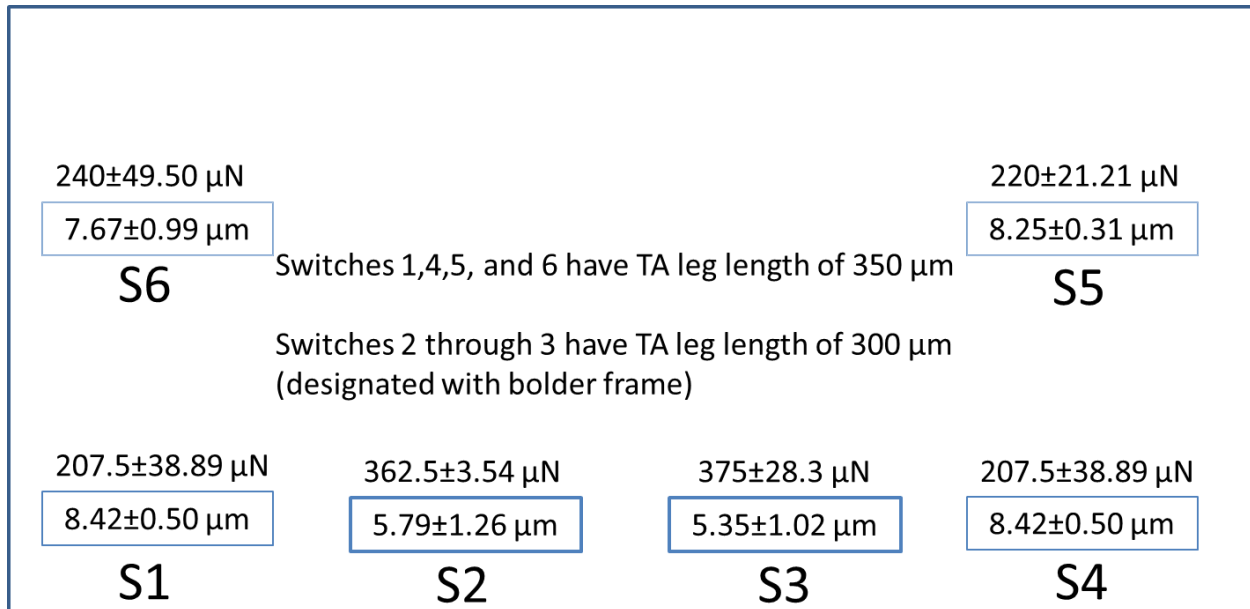 240±49.50 µN
220±21.21 µN
7.67±0.99 µm
8.25±0.31 µm
S6
Switches 1,4,5, and 6 have TA leg length of 350 µm
S5
Switches 2 through 3 have TA leg length of 300 µm
(designated with bolder frame)
207.5±38.89 µN
362.5±3.54 µN
375±28.3 µN
207.5±38.89 µN
8.42±0.50 µm
5.79±1.26 µm
5.35±1.02 µm
8.42±0.50 µm
S1
S2
S3
S4